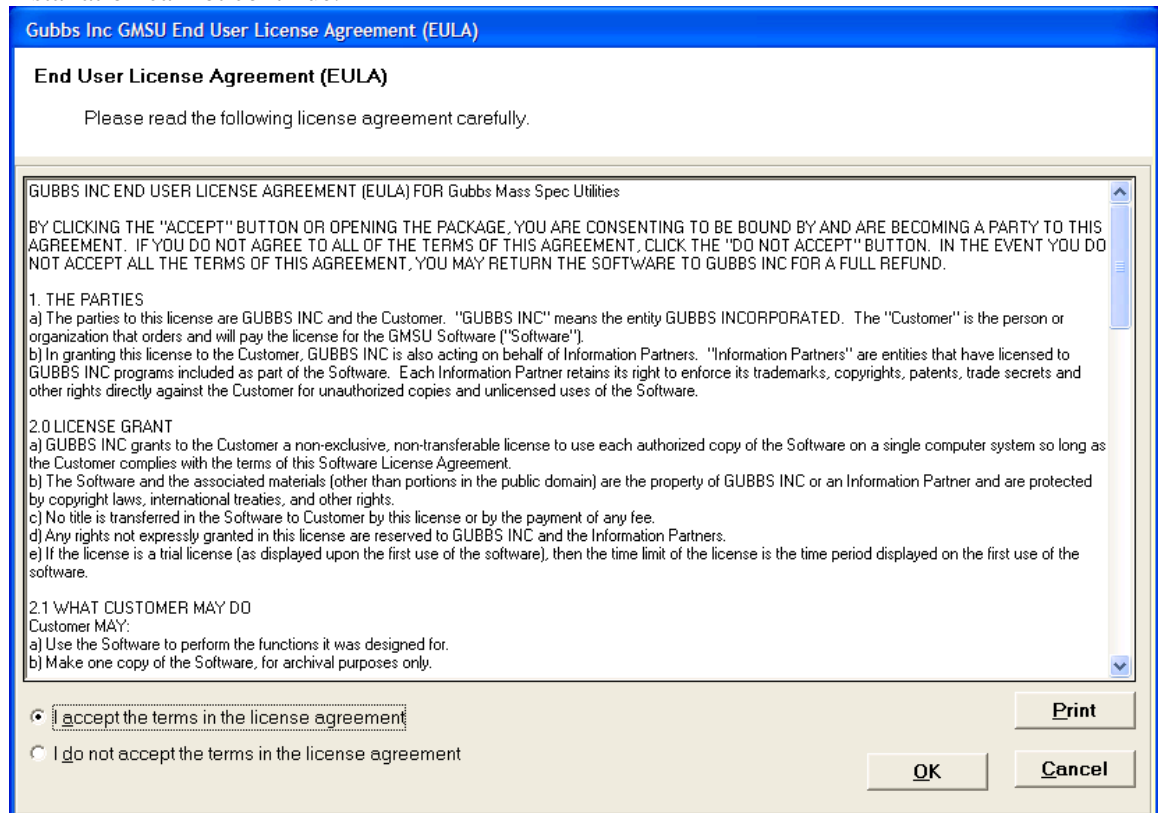 Gubbs Inc GMSU End User License Agreement (EULA)
End User License Agreement (EULA)
Please read the following license agreement carefully.
GUBBS INC END USER LICENSE AGREEMENT (EULA) FOR Gubbs Mass Spec Utilities
BY CLICKING THE "ACCEPT" BUTTON OR OPENING THE PACKAGE, YOU ARE CONSENTING TO BE BOUND BY AND ARE BECOMING A PARTY TO THIS
AGREEMENT.  IF YOU DO NOT AGREE TO ALL OF THE TERMS OF THIS AGREEMENT, CLICK THE "DO NOT ACCEPT" BUTTON.  IN THE EVENT YOU DO
NOT ACCEPT ALL THE TERMS OF THIS AGREEMENT, YOU MAY RETURN THE SOFTWARE TO GUBBS INC FOR A FULL REFUND.
1. THE PARTIES
a) The parties to this license are GUBBS INC and the Customer.  "GUBBS INC" means the entity GUBBS INCORPORATED.  The "Customer" is the person or
organization that orders and will pay the license for the GMSU Software ("Software").
b) In granting this license to the Customer, GUBBS INC is also acting on behalf of Information Partners.  "Information Partners" are entities that have licensed to
GUBBS INC programs included as part of the Software.  Each Information Partner retains its right to enforce its trademarks, copyrights, patents, trade secrets and
other rights directly against the Customer for unauthorized copies and unlicensed uses of the Software.
2.0 LICENSE GRANT
a) GUBBS INC grants to the Customer a non-exclusive, non-transferable license to use each authorized copy of the Software on a single computer system so long as
the Customer complies with the terms of this Software License Agreement.
b) The Software and the associated materials (other than portions in the public domain) are the property of GUBBS INC or an Information Partner and are protected
by copyright laws, international treaties, and other rights.
c) No title is transferred in the Software to Customer by this license or by the payment of any fee.
d) Any rights not expressly granted in this license are reserved to GUBBS INC and the Information Partners.
e) If the license is a trial license (as displayed upon the first use of the software), then the time limit of the license is the time period displayed on the first use of the
software.
2.1 WHAT CUSTOMER MAY DO
Customer MAY:
a) Use the Software to perform the functions it was designed for.
b) Make one copy of the Software, for archival purposes only.
I accept the terms in the license agreement
Print
I do not accept the terms in the license agreement
OK
Cancel